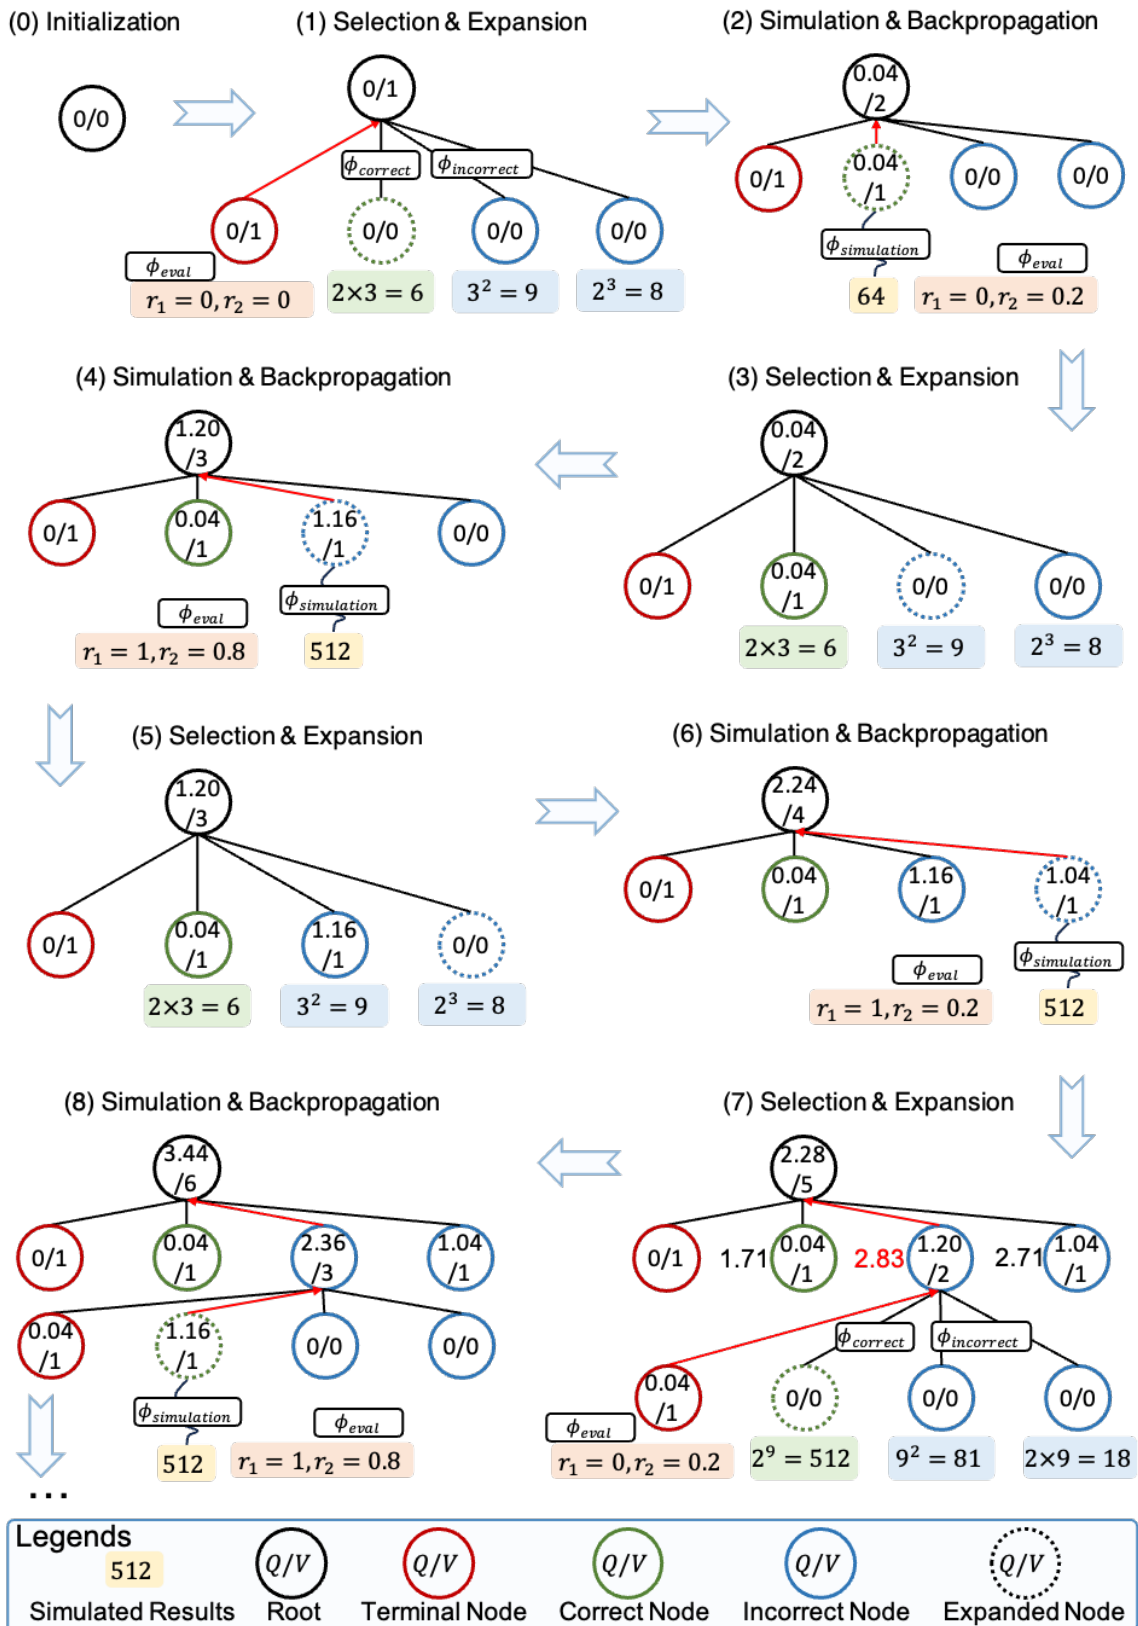 (0) Initialization
0/0
(1) Selection & Expansion
0/1
ϕcorrect
ϕincorrect
0/1
0/0
0/0
0/0
ϕeval
r₁ = 0, r₂ = 0
2×3 = 6
3² = 9
2³ = 8
(2) Simulation & Backpropagation
0.04
/2
0/1
0.04
/1
0/0
0/0
ϕsimulation
ϕeval
64
r₁ = 0, r₂ = 0.2
(4) Simulation & Backpropagation
1.20
/3
0/1
0.04
/1
1.16
/1
0/0
ϕeval
ϕsimulation
r₁ = 1, r₂ = 0.8
512
(3) Selection & Expansion
0.04
/2
0/1
0.04
/1
0/0
0/0
2×3 = 6
3² = 9
2³ = 8
(5) Selection & Expansion
1.20
/3
0/1
0.04
/1
1.16
/1
0/0
2×3 = 6
3² = 9
2³ = 8
(6) Simulation & Backpropagation
2.24
/4
0/1
0.04
/1
1.16
/1
1.04
/1
ϕeval
ϕsimulation
r₁ = 1, r₂ = 0.2
512
(8) Simulation & Backpropagation
3.44
/6
0/1
0.04
/1
2.36
/3
1.04
/1
0.04
/1
1.16
/1
0/0
0/0
ϕsimulation
ϕeval
512
r₁ = 1, r₂ = 0.8
...
(7) Selection & Expansion
2.28
/5
0/1
1.71
0.04
/1
2.83
1.20
/2
2.71
1.04
/1
ϕcorrect
ϕincorrect
0.04
/1
0/0
0/0
0/0
ϕeval
r₁ = 0, r₂ = 0.2
2⁹ = 512
9² = 81
2×9 = 18
Legends
512
Q/V
Q/V
Q/V
Q/V
Q/V
Simulated Results
Root
Terminal Node
Correct Node
Incorrect Node
Expanded Node